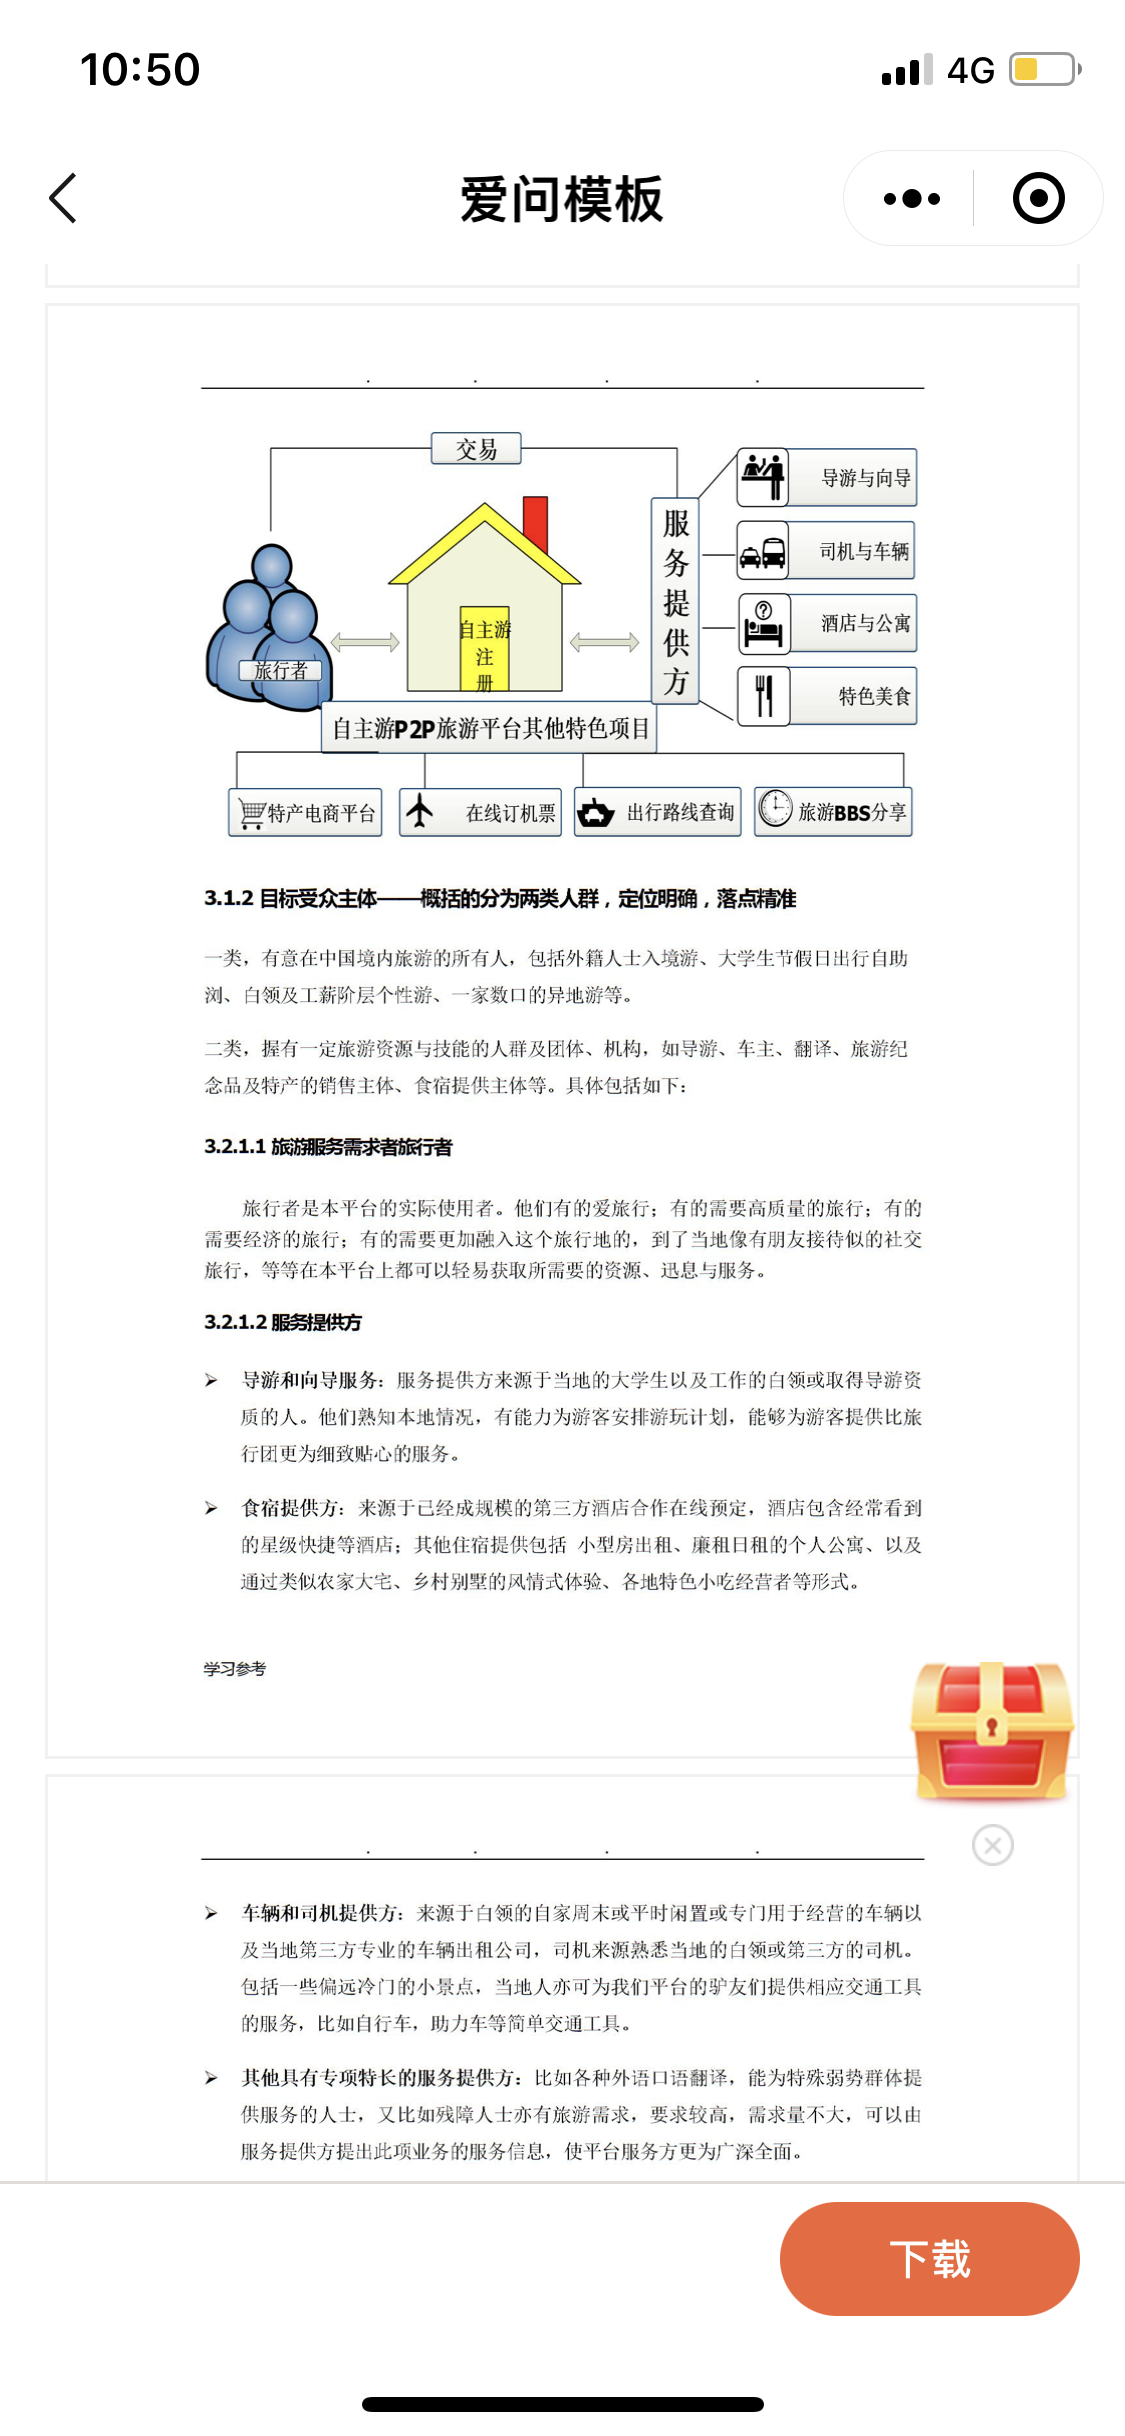 10:50
4G
爱问模板
交易
导游与向导
服务提供方
司机与车辆
酒店与公寓
特色美食
旅行者
自主游
注
册
自主游P2P旅游平台其他特色项目
特产电商平台
在线订机票
出行路线查询
旅游BBS分享
3.1.2 目标受众主体——概括的分为两类人群，定位明确，落点精准
一类，有意在中国境内旅游的所有人，包括外籍人士入境游、大学生节假日出行自助
浏、白领及工薪阶层个性游、一家数口的异地游等。
二类，握有一定旅游资源与技能的人群及团体、机构，如导游、车主、翻译、旅游纪
念品及特产的销售主体、食宿提供主体等。具体包括如下：
3.2.1.1 旅游服务需求者旅行者
旅行者是本平台的实际使用者。他们有的爱旅行；有的需要高质量的旅行；有的
需要经济的旅行；有的需要更加融入这个旅行地的，到了当地像有朋友接待似的社交
旅行，等等在本平台上都可以轻易获取所需要的资源、迅息与服务。
3.2.1.2 服务提供方
➢ 导游和向导服务：服务提供方来源于当地的大学生以及工作的白领或取得导游资
质的人。他们熟知本地情况，有能力为游客安排游玩计划，能够为游客提供比旅
行团更为细致贴心的服务。
➢ 食宿提供方：来源于已经成规模的第三方酒店合作在线预定，酒店包含经常看到
的星级快捷等酒店；其他住宿提供包括 小型房出租、廉租日租的个人公寓、以及
通过类似农家大宅、乡村别墅的风情式体验、各地特色小吃经营者等形式。
学习参考
➢ 车辆和司机提供方：来源于白领的自家周末或平时闲置或专门用于经营的车辆以
及当地第三方专业的车辆出租公司，司机来源熟悉当地的白领或第三方的司机。
包括一些偏远冷门的小景点，当地人亦可为我们平台的驴友们提供相应交通工具
的服务，比如自行车，助力车等简单交通工具。
➢ 其他具有专项特长的服务提供方：比如各种外语口语翻译，能为特殊弱势群体提
供服务的人士，又比如残障人士亦有旅游需求，要求较高，需求量不大，可以由
服务提供方提出此项业务的服务信息，使平台服务方更为广深全面。
下载